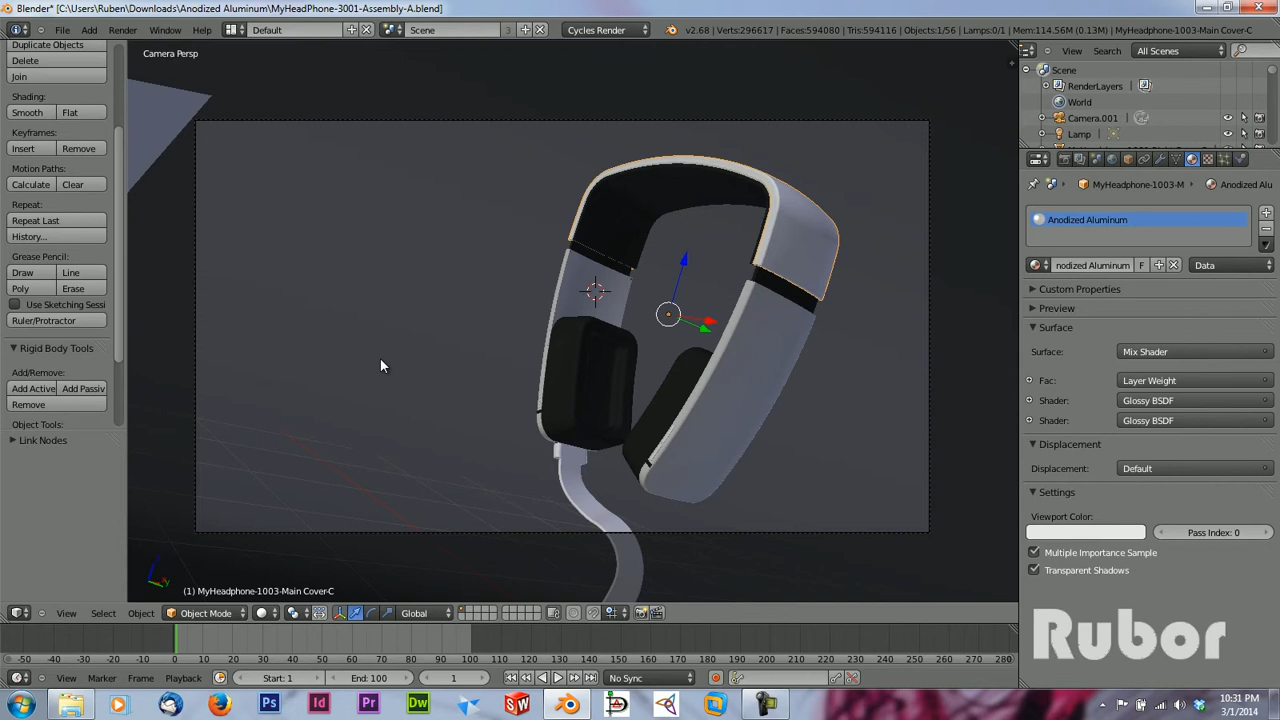 Blender* [C:\Users\Ruben\Downloads\Anodized Aluminum\MyHeadPhone-3001-Assembly-A.blend]
File Add Render Window Help Default Scene 3 Cycles Render v2.68 | Verts:296617 | Faces:594080 | Tris:594116 | Objects:1/56 | Lamps:0/1 | Mem:114.56M (0.13M) | MyHeadphone-1003-Main Cover-C
Duplicate Objects
Delete
Join
Shading:
Smooth Flat
Keyframes:
Insert Remove
Motion Paths:
Calculate Clear
Repeat:
Repeat Last
History...
Grease Pencil:
Draw Line
Poly Erase
Use Sketching Sessi
Ruler/Protractor
Rigid Body Tools
Add/Remove:
Add Active Add Passiv
Remove
Object Tools:
Link Nodes
Camera Persp
(1) MyHeadphone-1003-Main Cover-C
View Select Object Object Mode Global
View Search All Scenes
Scene
RenderLayers
World
Camera.001
Lamp
MyHeadphone-1003-M Anodized Alu
Anodized Aluminum
nodized Aluminum F Data
Custom Properties
Preview
Surface
Surface: Mix Shader
Fac: Layer Weight
Shader: Glossy BSDF
Shader: Glossy BSDF
Displacement
Displacement: Default
Settings
Viewport Color:
Pass Index: 0
Multiple Importance Sample
Transparent Shadows
Rubor
-50 -40 -30 -20 -10 0 10 20 30 40 50 60 70 80 90 100 110 120 130 140 150 160 170 180 190 200 210 220 230 240 250 260 270 280
View Marker Frame Playback Start: 1 End: 100 1 No Sync
Ps Id Pr Dw SW
10:31 PM
3/1/2014